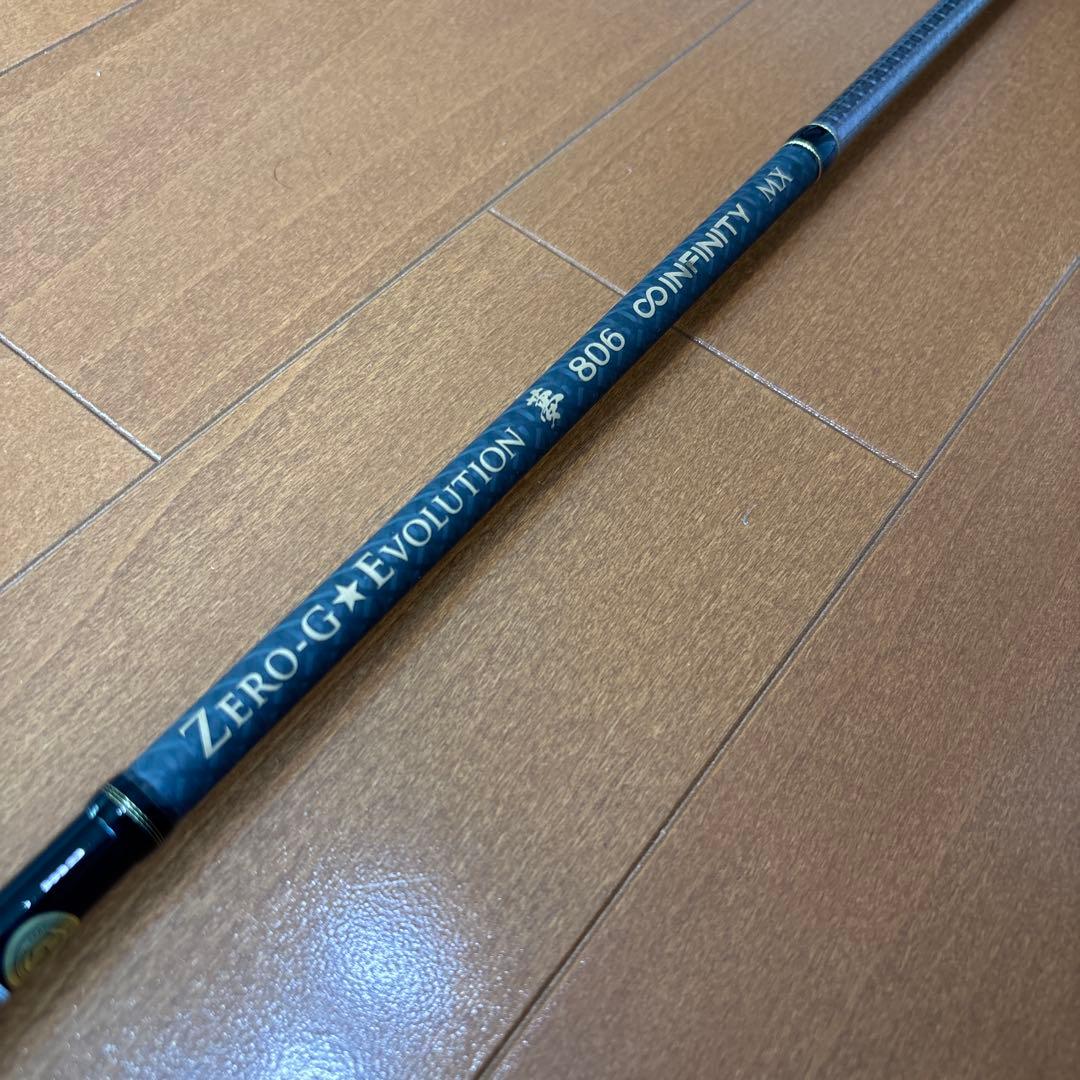 ZERO-G★EVOLUTION 夢 806 ∞INFINITY MX